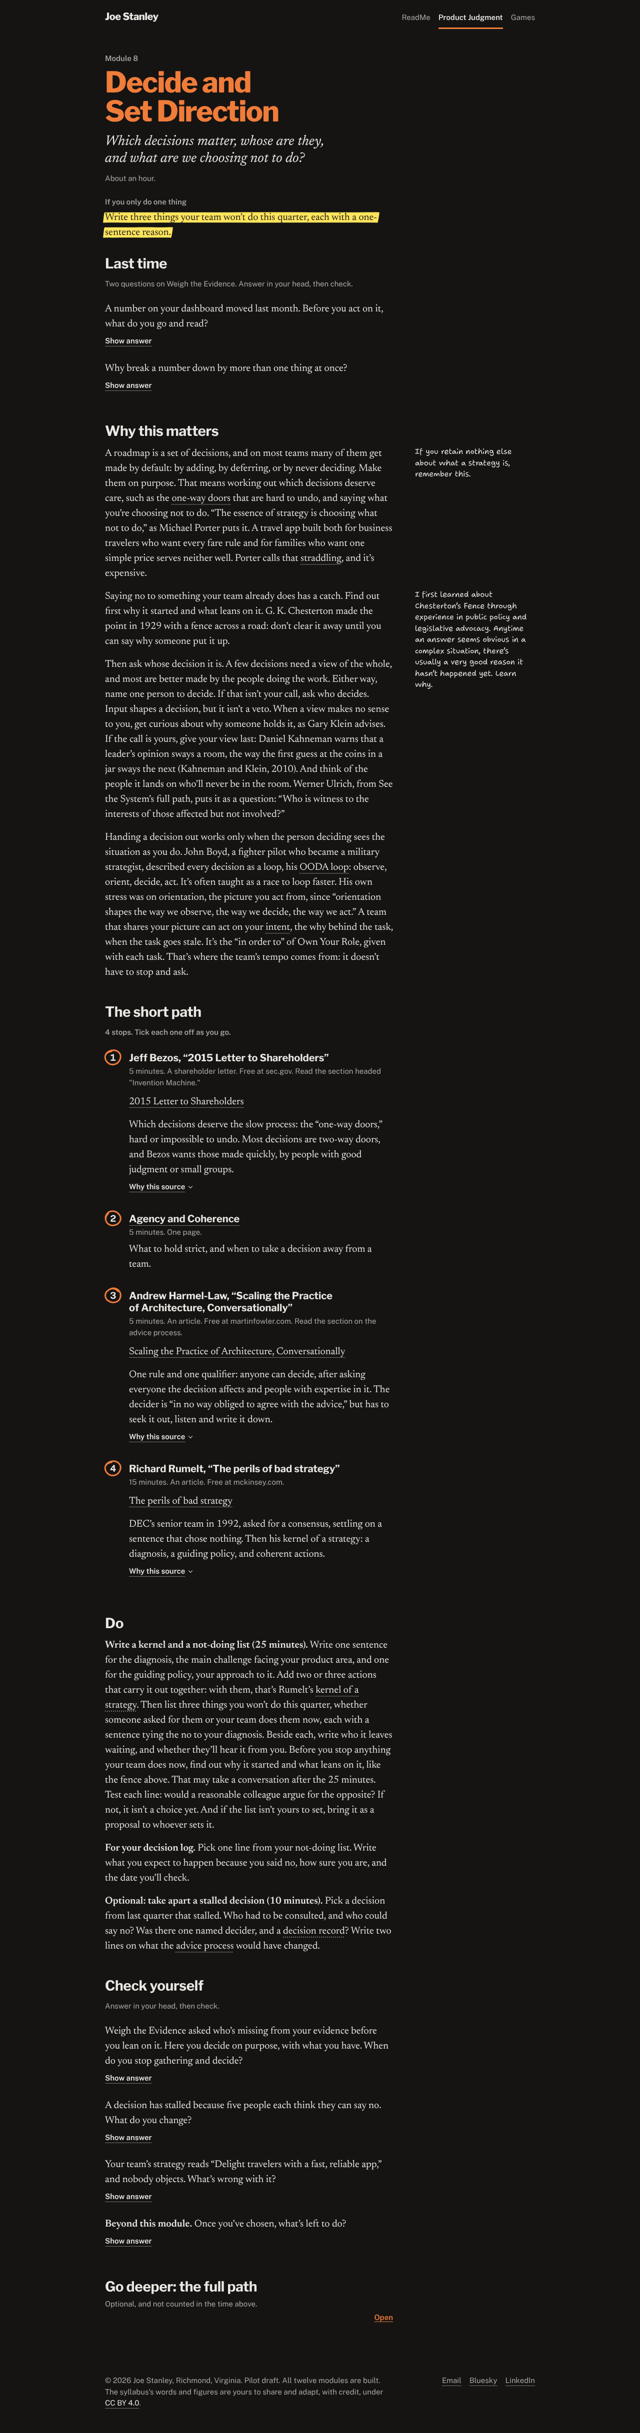 Joe Stanley
ReadMe Product Judgment Games
Module 8
Decide and
Set Direction
Which decisions matter, whose are they,
and what are we choosing not to do?
About an hour.
If you only do one thing
Write three things your team won't do this quarter, each with a one-
sentence reason.
Last time
Two questions on Weigh the Evidence. Answer in your head, then check.
A number on your dashboard moved last month. Before you act on it,
what do you go and read?
Show answer
Why break a number down by more than one thing at once?
Show answer
Why this matters
A roadmap is a set of decisions, and on most teams many of them get
made by default: by adding, by deferring, or by never deciding. Make
them on purpose. That means working out which decisions deserve
care, such as the one-way doors that are hard to undo, and saying what
you're choosing not to do. “The essence of strategy is choosing what
not to do,” as Michael Porter puts it. A travel app built both for business
travelers who want every fare rule and for families who want one
simple price serves neither well. Porter calls that straddling, and it's
expensive.
If you retain nothing else
about what a strategy is,
remember this.
Saying no to something your team already does has a catch. Find out
first why it started and what leans on it. G. K. Chesterton made the
point in 1929 with a fence across a road: don't clear it away until you
can say why someone put it up.
I first learned about
Chesterton's Fence through
experience in public policy and
legislative advocacy. Anytime
an answer seems obvious in a
complex situation, there's
usually a very good reason it
hasn't happened yet. Learn
why.
Then ask whose decision it is. A few decisions need a view of the whole,
and most are better made by the people doing the work. Either way,
name one person to decide. If that isn't your call, ask who decides.
Input shapes a decision, but it isn't a veto. When a view makes no sense
to you, get curious about why someone holds it, as Gary Klein advises.
If the call is yours, give your view last: Daniel Kahneman warns that a
leader's opinion sways a room, the way the first guess at the coins in a
jar sways the next (Kahneman and Klein, 2010). And think of the
people it lands on who'll never be in the room. Werner Ulrich, from See
the System's full path, puts it as a question: “Who is witness to the
interests of those affected but not involved?”
Handing a decision out works only when the person deciding sees the
situation as you do. John Boyd, a fighter pilot who became a military
strategist, described every decision as a loop, his OODA loop: observe,
orient, decide, act. It's often taught as a race to loop faster. His own
stress was on orientation, the picture you act from, since “orientation
shapes the way we observe, the way we decide, the way we act.” A team
that shares your picture can act on your intent, the why behind the task,
when the task goes stale. It's the “in order to” of Own Your Role, given
with each task. That's where the team's tempo comes from: it doesn't
have to stop and ask.
The short path
4 stops. Tick each one off as you go.
1 Jeff Bezos, “2015 Letter to Shareholders”
5 minutes. A shareholder letter. Free at sec.gov. Read the section headed
"Invention Machine."
2015 Letter to Shareholders
Which decisions deserve the slow process: the “one-way doors,”
hard or impossible to undo. Most decisions are two-way doors,
and Bezos wants those made quickly, by people with good
judgment or small groups.
Why this source
2 Agency and Coherence
5 minutes. One page.
What to hold strict, and when to take a decision away from a
team.
3 Andrew Harmel-Law, “Scaling the Practice
of Architecture, Conversationally”
5 minutes. An article. Free at martinfowler.com. Read the section on the
advice process.
Scaling the Practice of Architecture, Conversationally
One rule and one qualifier: anyone can decide, after asking
everyone the decision affects and people with expertise in it. The
decider is “in no way obliged to agree with the advice,” but has to
seek it out, listen and write it down.
Why this source
4 Richard Rumelt, “The perils of bad strategy”
15 minutes. An article. Free at mckinsey.com.
The perils of bad strategy
DEC's senior team in 1992, asked for a consensus, settling on a
sentence that chose nothing. Then his kernel of a strategy: a
diagnosis, a guiding policy, and coherent actions.
Why this source
Do
Write a kernel and a not-doing list (25 minutes). Write one sentence
for the diagnosis, the main challenge facing your product area, and one
for the guiding policy, your approach to it. Add two or three actions
that carry it out together: with them, that's Rumelt's kernel of a
strategy. Then list three things you won't do this quarter, whether
someone asked for them or your team does them now, each with a
sentence tying the no to your diagnosis. Beside each, write who it leaves
waiting, and whether they'll hear it from you. Before you stop anything
your team does now, find out why it started and what leans on it, like
the fence above. That may take a conversation after the 25 minutes.
Test each line: would a reasonable colleague argue for the opposite? If
not, it isn't a choice yet. And if the list isn't yours to set, bring it as a
proposal to whoever sets it.
For your decision log. Pick one line from your not-doing list. Write
what you expect to happen because you said no, how sure you are, and
the date you'll check.
Optional: take apart a stalled decision (10 minutes). Pick a decision
from last quarter that stalled. Who had to be consulted, and who could
say no? Was there one named decider, and a decision record? Write two
lines on what the advice process would have changed.
Check yourself
Answer in your head, then check.
Weigh the Evidence asked who's missing from your evidence before
you lean on it. Here you decide on purpose, with what you have. When
do you stop gathering and decide?
Show answer
A decision has stalled because five people each think they can say no.
What do you change?
Show answer
Your team's strategy reads “Delight travelers with a fast, reliable app,”
and nobody objects. What's wrong with it?
Show answer
Beyond this module. Once you've chosen, what's left to do?
Show answer
Go deeper: the full path
Optional, and not counted in the time above.
Open
© 2026 Joe Stanley, Richmond, Virginia. Pilot draft. All twelve modules are built.
The syllabus's words and figures are yours to share and adapt, with credit, under
CC BY 4.0.
Email Bluesky LinkedIn